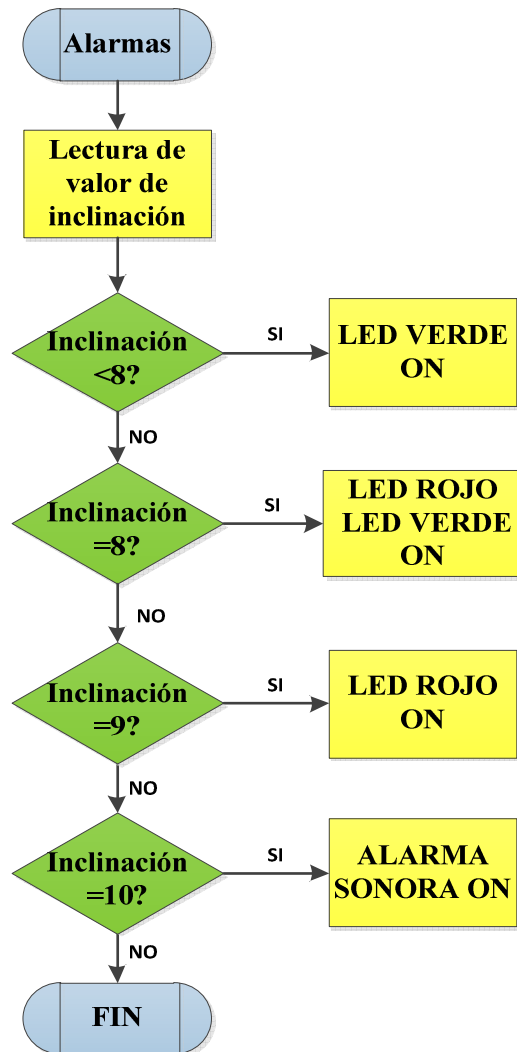 Alarmas
Lectura de
valor de
inclinación
Inclinación
<8?
SI
LED VERDE
ON
NO
Inclinación
=8?
SI
LED ROJO
LED VERDE
ON
NO
Inclinación
=9?
SI
LED ROJO
ON
NO
Inclinación
=10?
SI
ALARMA
SONORA ON
NO
FIN